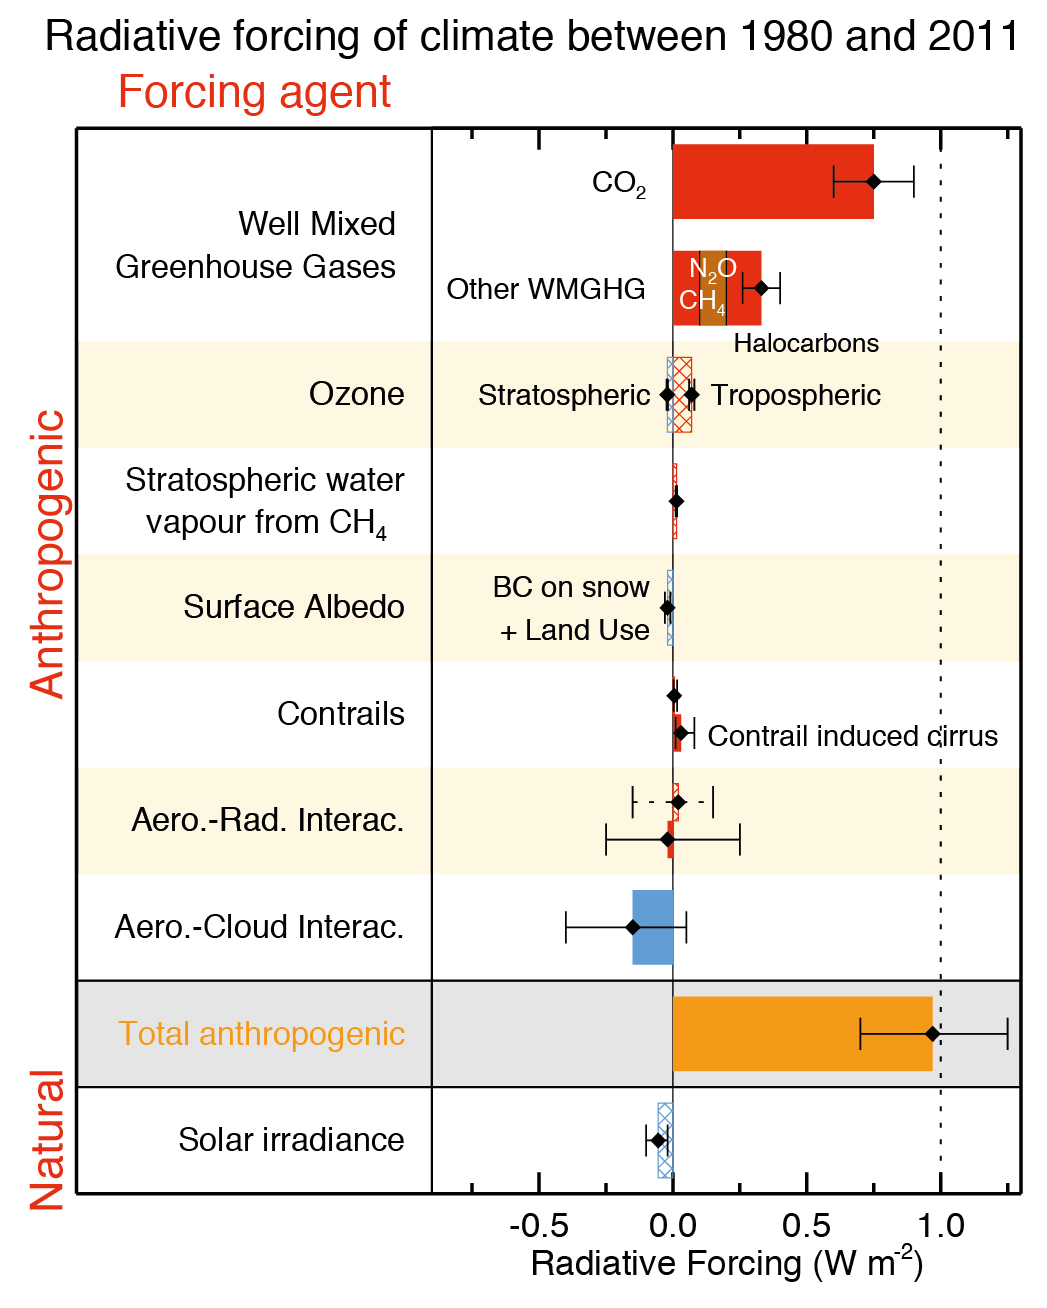 Radiative forcing of climate between 1980 and 2011
Forcing agent
Anthropogenic
Natural
Well Mixed
Greenhouse Gases
CO2
Other WMGHG
N2O
CH4
Halocarbons
Ozone
Stratospheric
Tropospheric
Stratospheric water
vapour from CH4
Surface Albedo
BC on snow
+ Land Use
Contrails
Contrail induced cirrus
Aero.-Rad. Interac.
Aero.-Cloud Interac.
Total anthropogenic
Solar irradiance
-0.5 0.0 0.5 1.0
Radiative Forcing (W m-2)